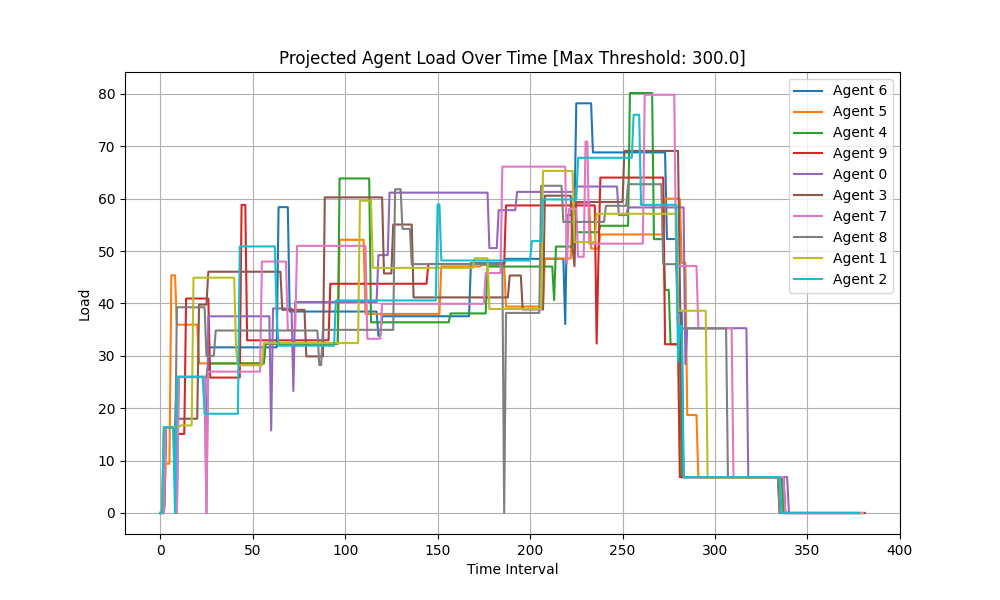 Projected Agent Load Over Time [Max Threshold: 300.0]
Load
80
70
60
50
40
30
20
10
0
0 50 100 150 200 250 300 350 400
Time Interval
Agent 6
Agent 5
Agent 4
Agent 9
Agent 0
Agent 3
Agent 7
Agent 8
Agent 1
Agent 2